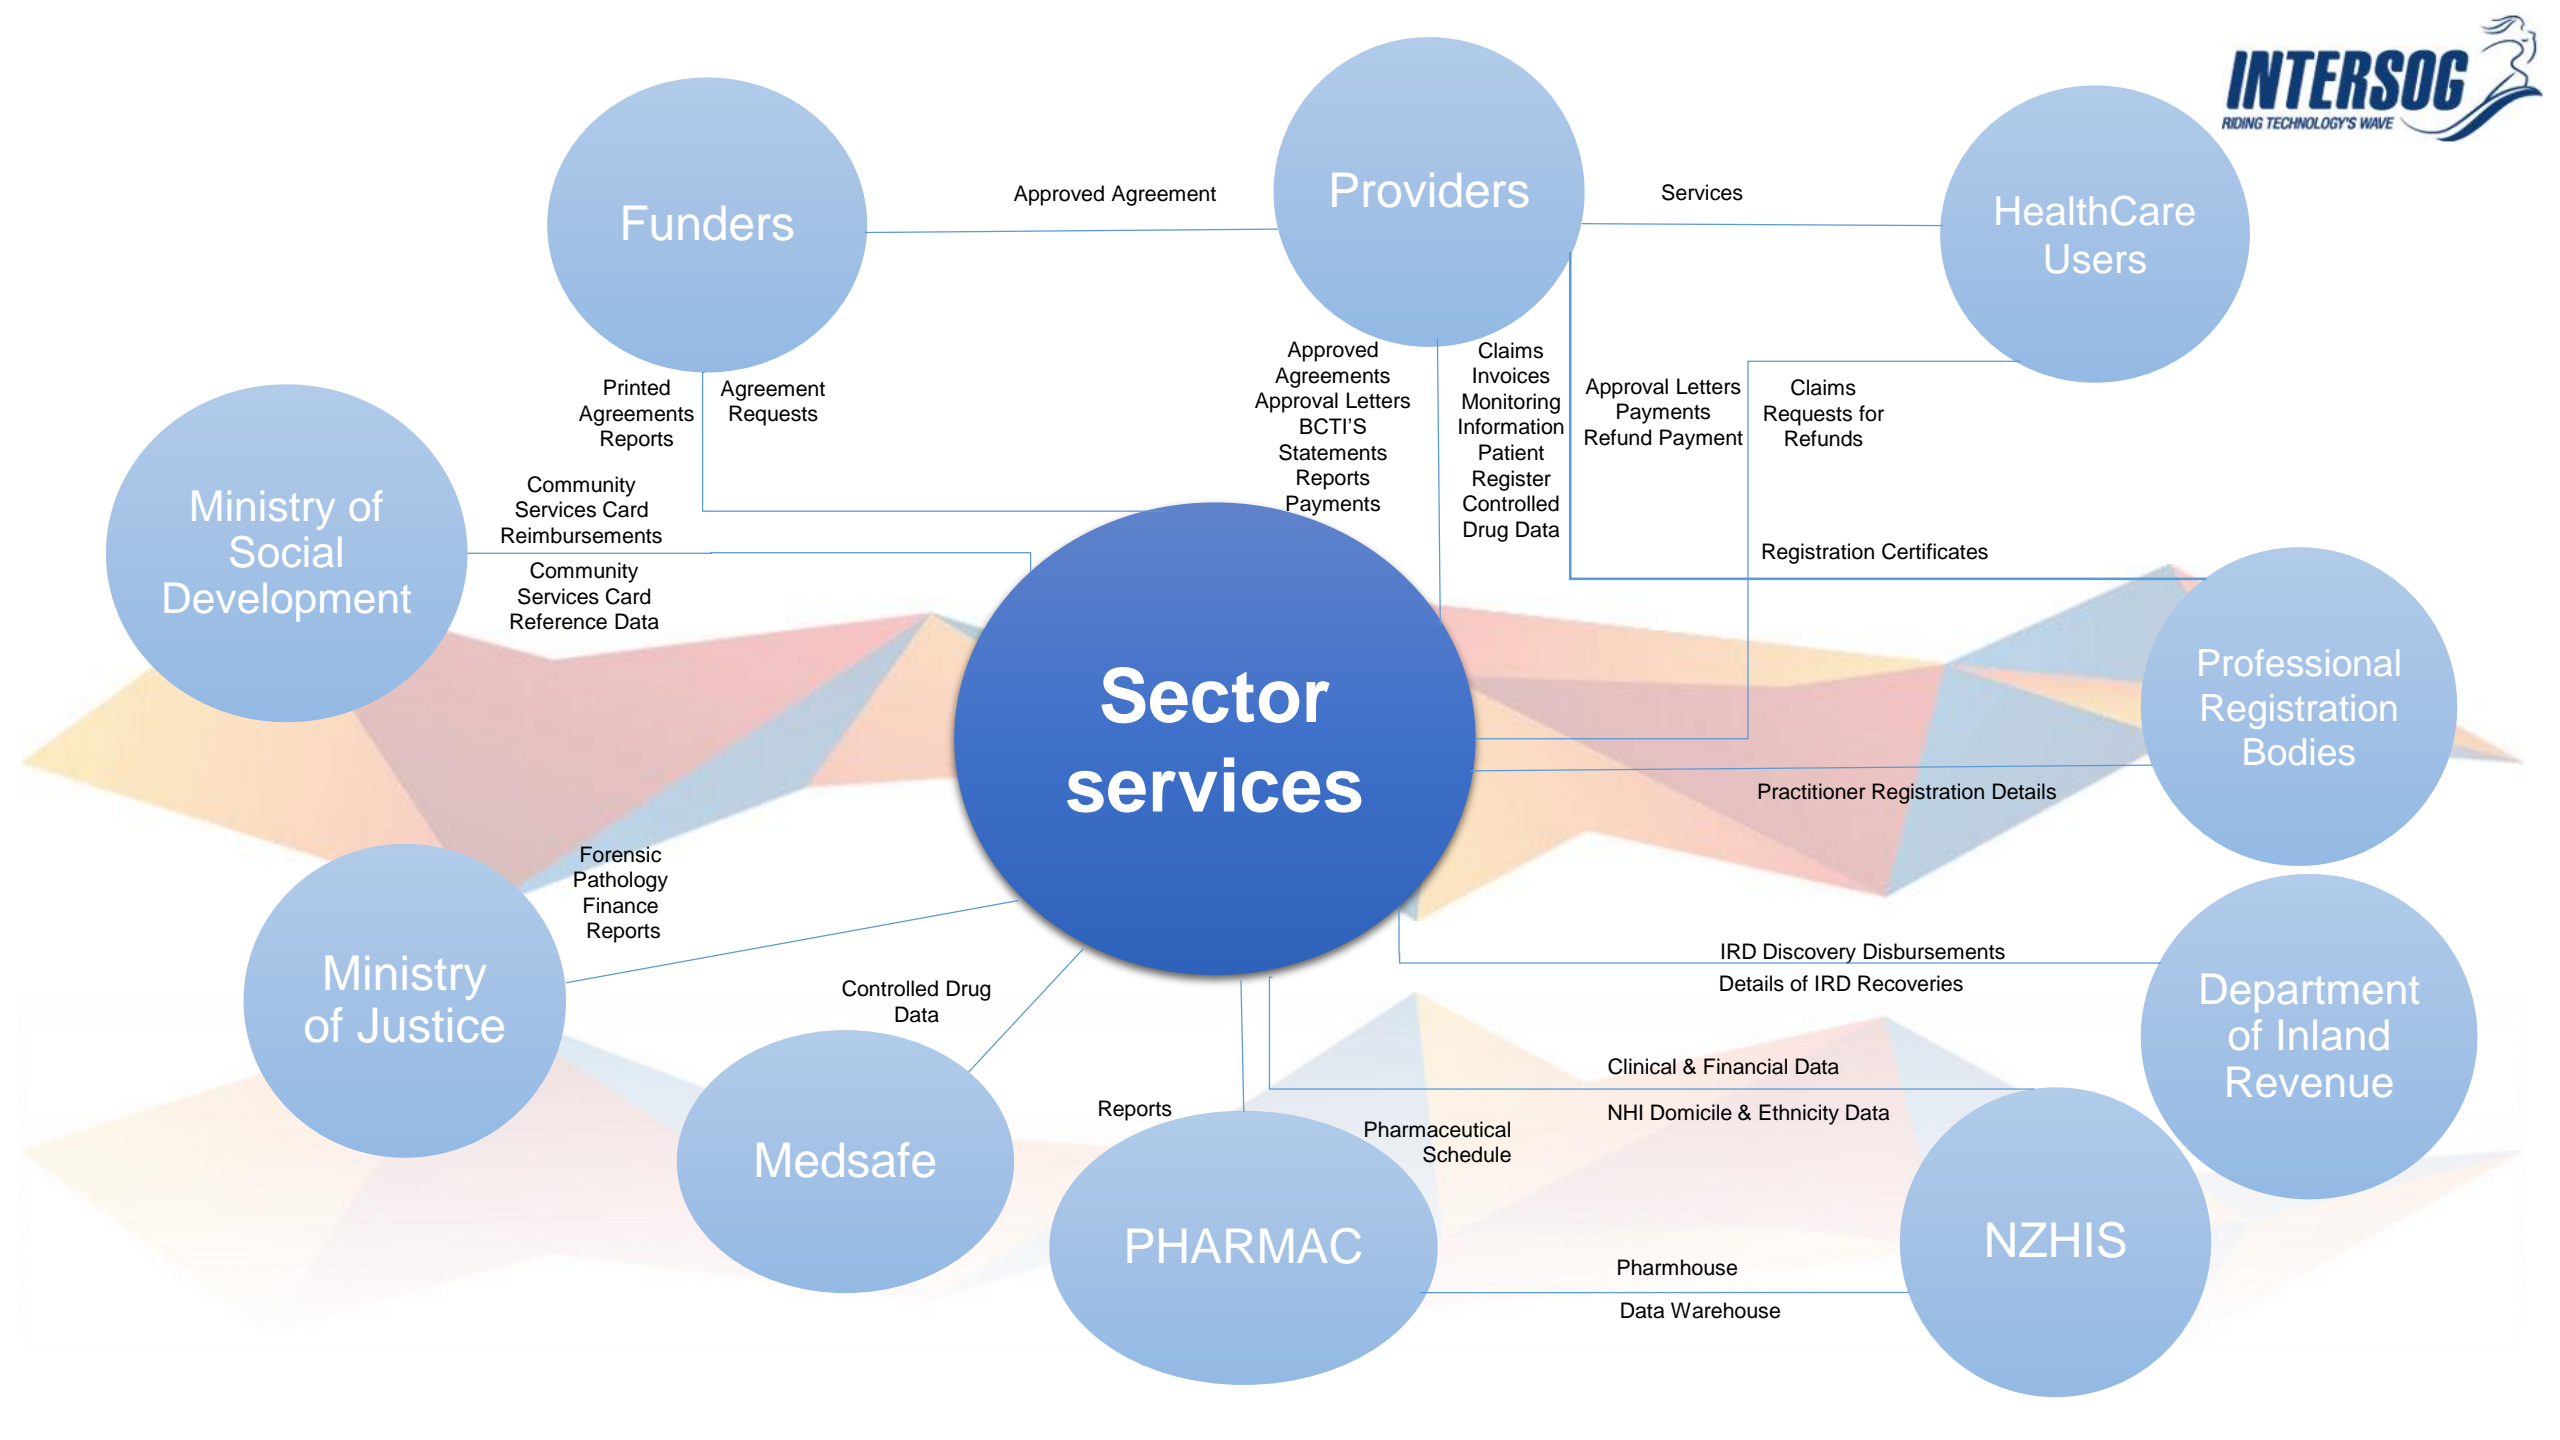 INTERSOG
RIDING TECHNOLOGY'S WAVE
Funders
Approved Agreement
Providers
Services
HealthCare
Users
Printed
Agreements
Reports
Agreement
Requests
Approved
Agreements
Approval Letters
BCTI'S
Statements
Reports
Payments
Claims
Invoices
Monitoring
Information
Patient
Register
Controlled
Drug Data
Approval Letters
Payments
Refund Payment
Claims
Requests for
Refunds
Ministry of
Social
Development
Community
Services Card
Reimbursements
Community
Services Card
Reference Data
Registration Certificates
Sector
services
Professional
Registration
Bodies
Practitioner Registration Details
Forensic
Pathology
Finance
Reports
Ministry
of Justice
Controlled Drug
Data
Medsafe
IRD Discovery Disbursements
Details of IRD Recoveries
Department
of Inland
Revenue
Clinical & Financial Data
NHI Domicile & Ethnicity Data
Reports
Pharmaceutical
Schedule
PHARMAC
NZHIS
Pharmhouse
Data Warehouse